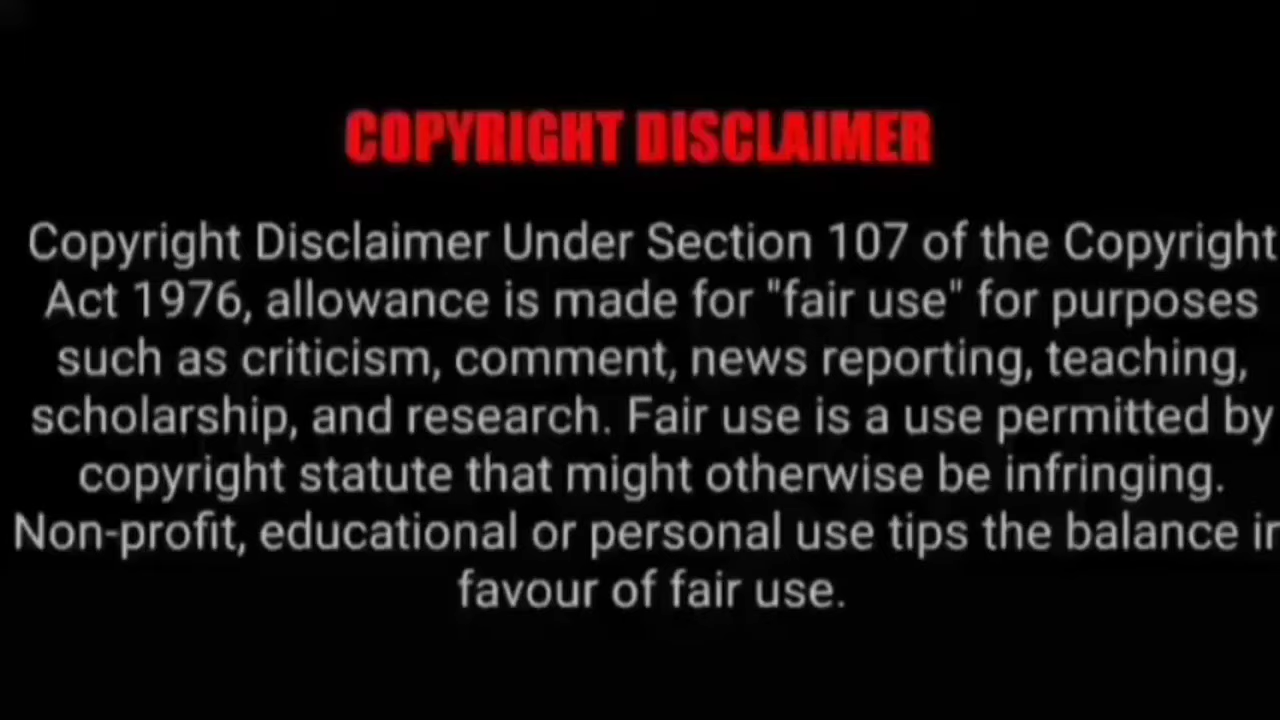 COPYRIGHT DISCLAIMER
Copyright Disclaimer Under Section 107 of the Copyright
Act 1976, allowance is made for "fair use" for purposes
such as criticism, comment, news reporting, teaching,
scholarship, and research. Fair use is a use permitted by
copyright statute that might otherwise be infringing.
Non-profit, educational or personal use tips the balance in
favour of fair use.